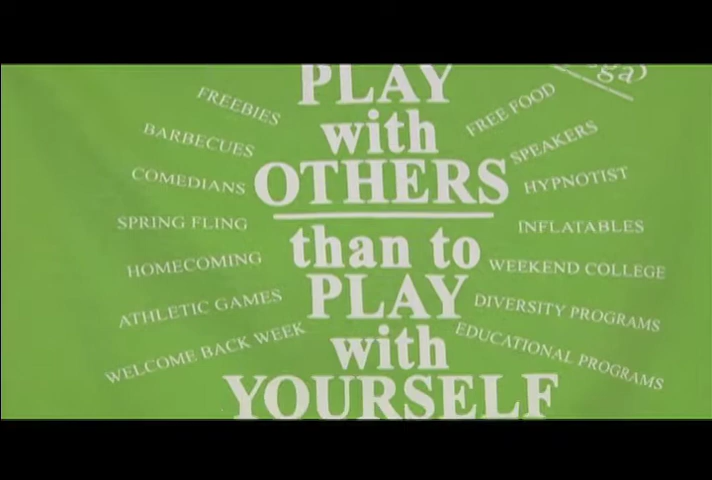 PLAY
with
OTHERS
than to
PLAY
with
YOURSELF
FREEBIES
BARBECUES
COMEDIANS
SPRING FLING
HOMECOMING
ATHLETIC GAMES
WELCOME BACK WEEK
FREE FOOD
SPEAKERS
HYPNOTIST
INFLATABLES
WEEKEND COLLEGE
DIVERSITY PROGRAMS
EDUCATIONAL PROGRAMS